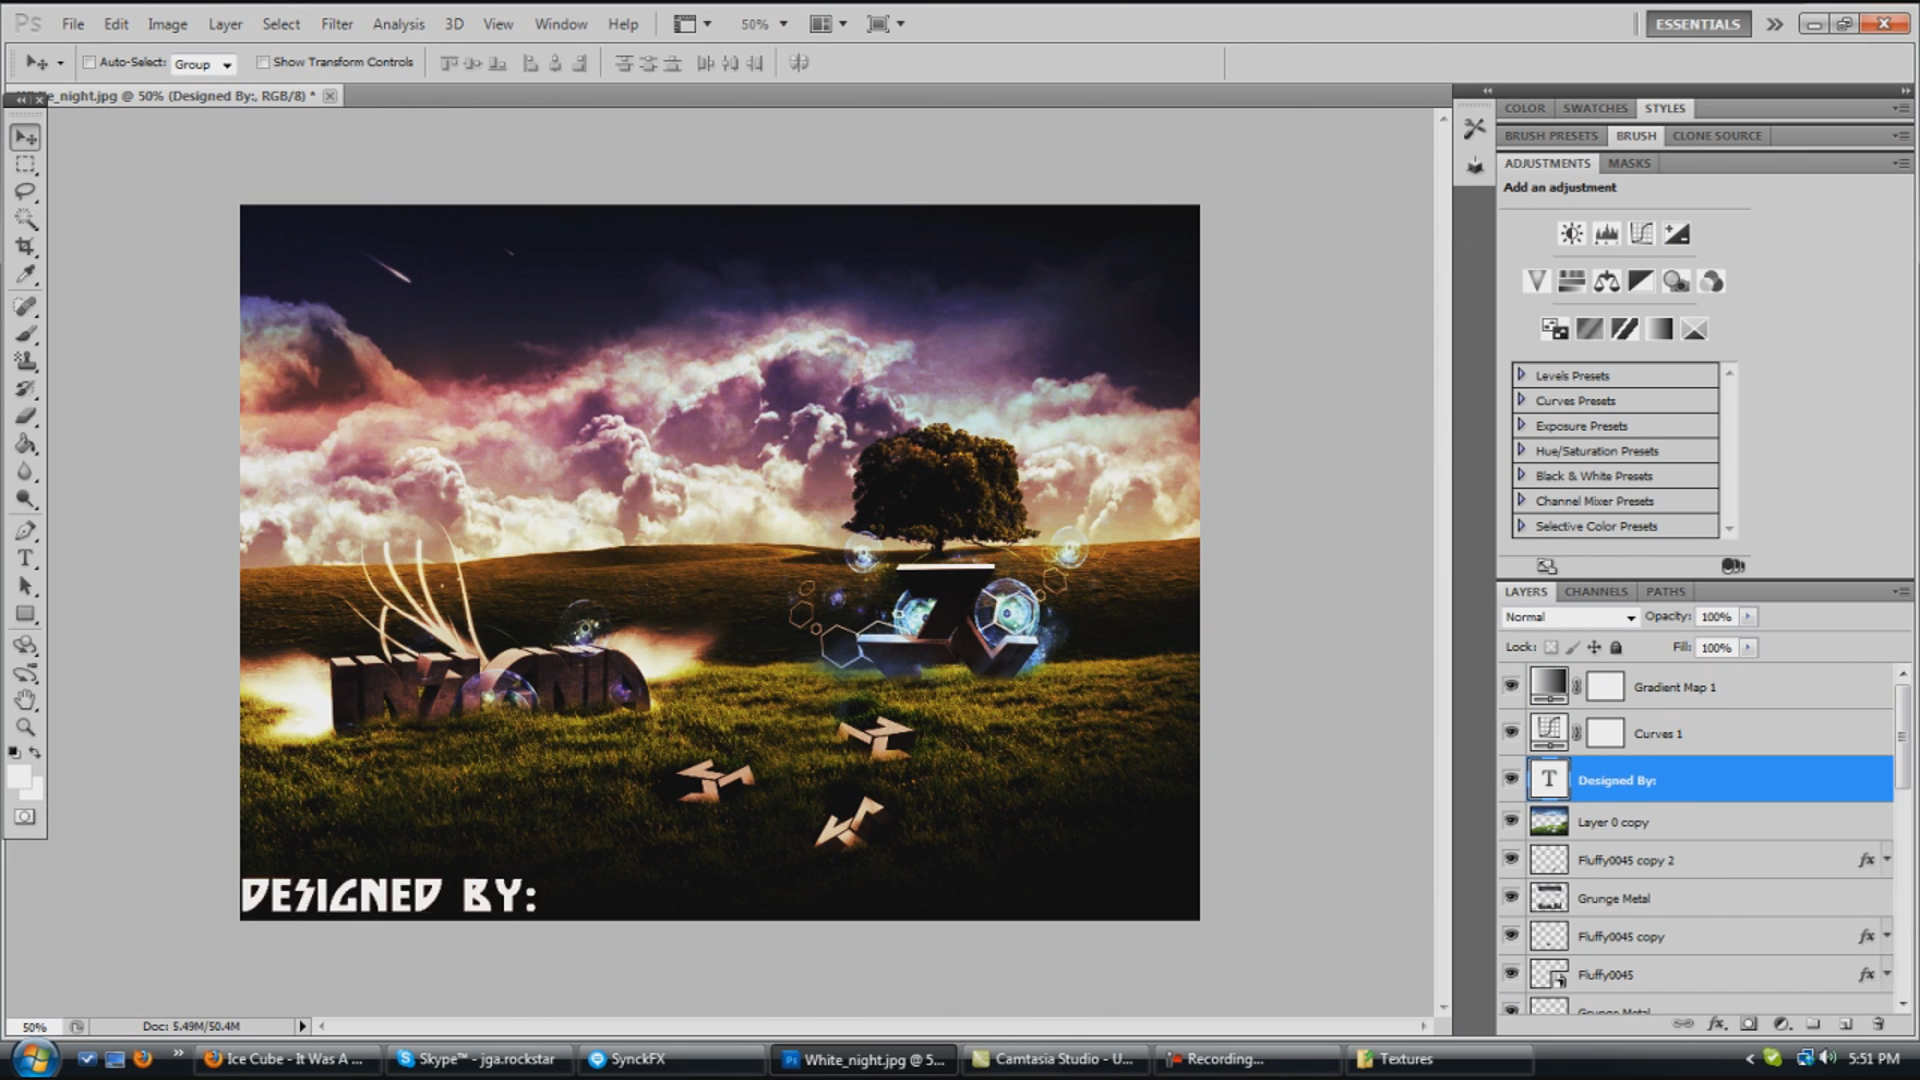 Ps File Edit Image Layer Select Filter Analysis 3D View Window Help 50% ESSENTIALS
Auto-Select: Group Show Transform Controls
e_night.jpg @ 50% (Designed By:, RGB/8) *
COLOR SWATCHES STYLES
BRUSH PRESETS BRUSH CLONE SOURCE
ADJUSTMENTS MASKS
Add an adjustment
Levels Presets
Curves Presets
Exposure Presets
Hue/Saturation Presets
Black & White Presets
Channel Mixer Presets
Selective Color Presets
LAYERS CHANNELS PATHS
Normal Opacity: 100%
Lock: Fill: 100%
Gradient Map 1
Curves 1
T Designed By:
Layer 0 copy
Fluffy0045 copy 2 fx
Grunge Metal
Fluffy0045 copy fx
Fluffy0045 fx
Grunge Metal
DESIGNED BY:
50% Doc: 5.49M/50.4M
Ice Cube - It Was A ... Skype™ - jga.rockstar SynckFX Ps White_night.jpg @ 5... Camtasia Studio - U... Recording... Textures 5:51 PM